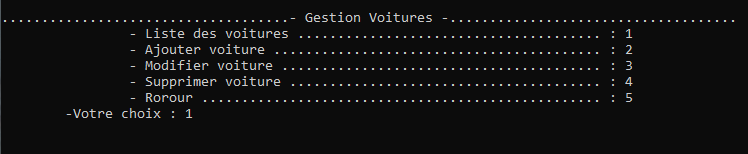 ....................................- Gestion Voitures -....................................
- Liste des voitures ...................................... : 1
- Ajouter voiture ......................................... : 2
- Modifier voiture ........................................ : 3
- Supprimer voiture ....................................... : 4
- Rorour .................................................. : 5
-Votre choix : 1